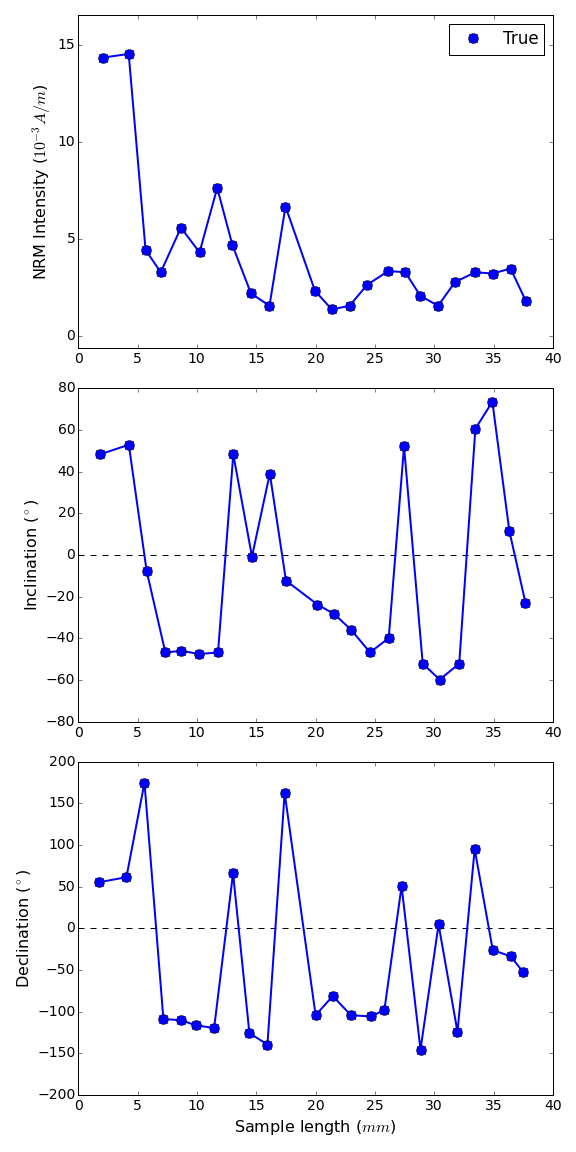 15
10
5
0
NRM Intensity (10⁻³ A/m)
True
0 5 10 15 20 25 30 35 40
80
60
40
20
0
−20
−40
−60
−80
Inclination (°)
0 5 10 15 20 25 30 35 40
200
150
100
50
0
−50
−100
−150
−200
Declination (°)
0 5 10 15 20 25 30 35 40
Sample length (mm)